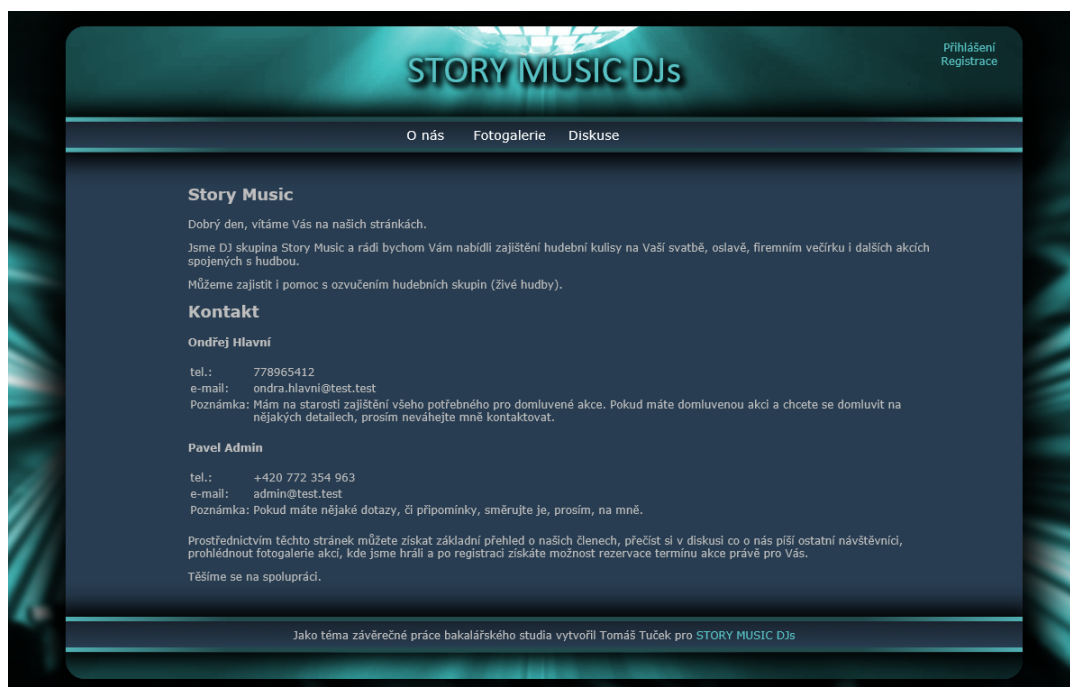 STORY MUSIC DJs
Přihlášení
Registrace
O nás Fotogalerie Diskuse
Story Music
Dobrý den, vítáme Vás na našich stránkách.
Jsme DJ skupina Story Music a rádi bychom Vám nabídli zajištění hudební kulisy na Vaší svatbě, oslavě, firemním večírku i dalších akcích
spojených s hudbou.
Můžeme zajistit i pomoc s ozvučením hudebních skupin (živé hudby).
Kontakt
Ondřej Hlavní
tel.: 778965412
e-mail: ondra.hlavni@test.test
Poznámka: Mám na starosti zajištění všeho potřebného pro domluvené akce. Pokud máte domluvenou akci a chcete se domluvit na
nějakých detailech, prosím neváhejte mně kontaktovat.
Pavel Admin
tel.: +420 772 354 963
e-mail: admin@test.test
Poznámka: Pokud máte nějaké dotazy, či připomínky, směrujte je, prosím, na mně.
Prostřednictvím těchto stránek můžete získat základní přehled o našich členech, přečíst si v diskusi co o nás píší ostatní návštěvníci,
prohlédnout fotogalerie akcí, kde jsme hráli a po registraci získáte možnost rezervace termínu akce právě pro Vás.
Těšíme se na spolupráci.
Jako téma závěrečné práce bakalářského studia vytvořil Tomáš Tuček pro STORY MUSIC DJs